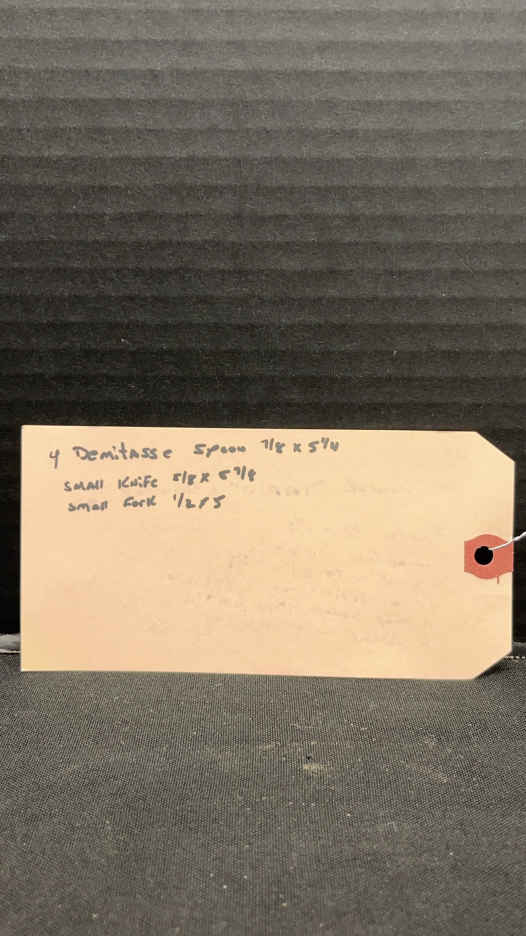 4 Demitasse Spoon 7/8 x 5 1/4
small Knife 5/8 x 5 7/8
small Fork 1/2 x 5